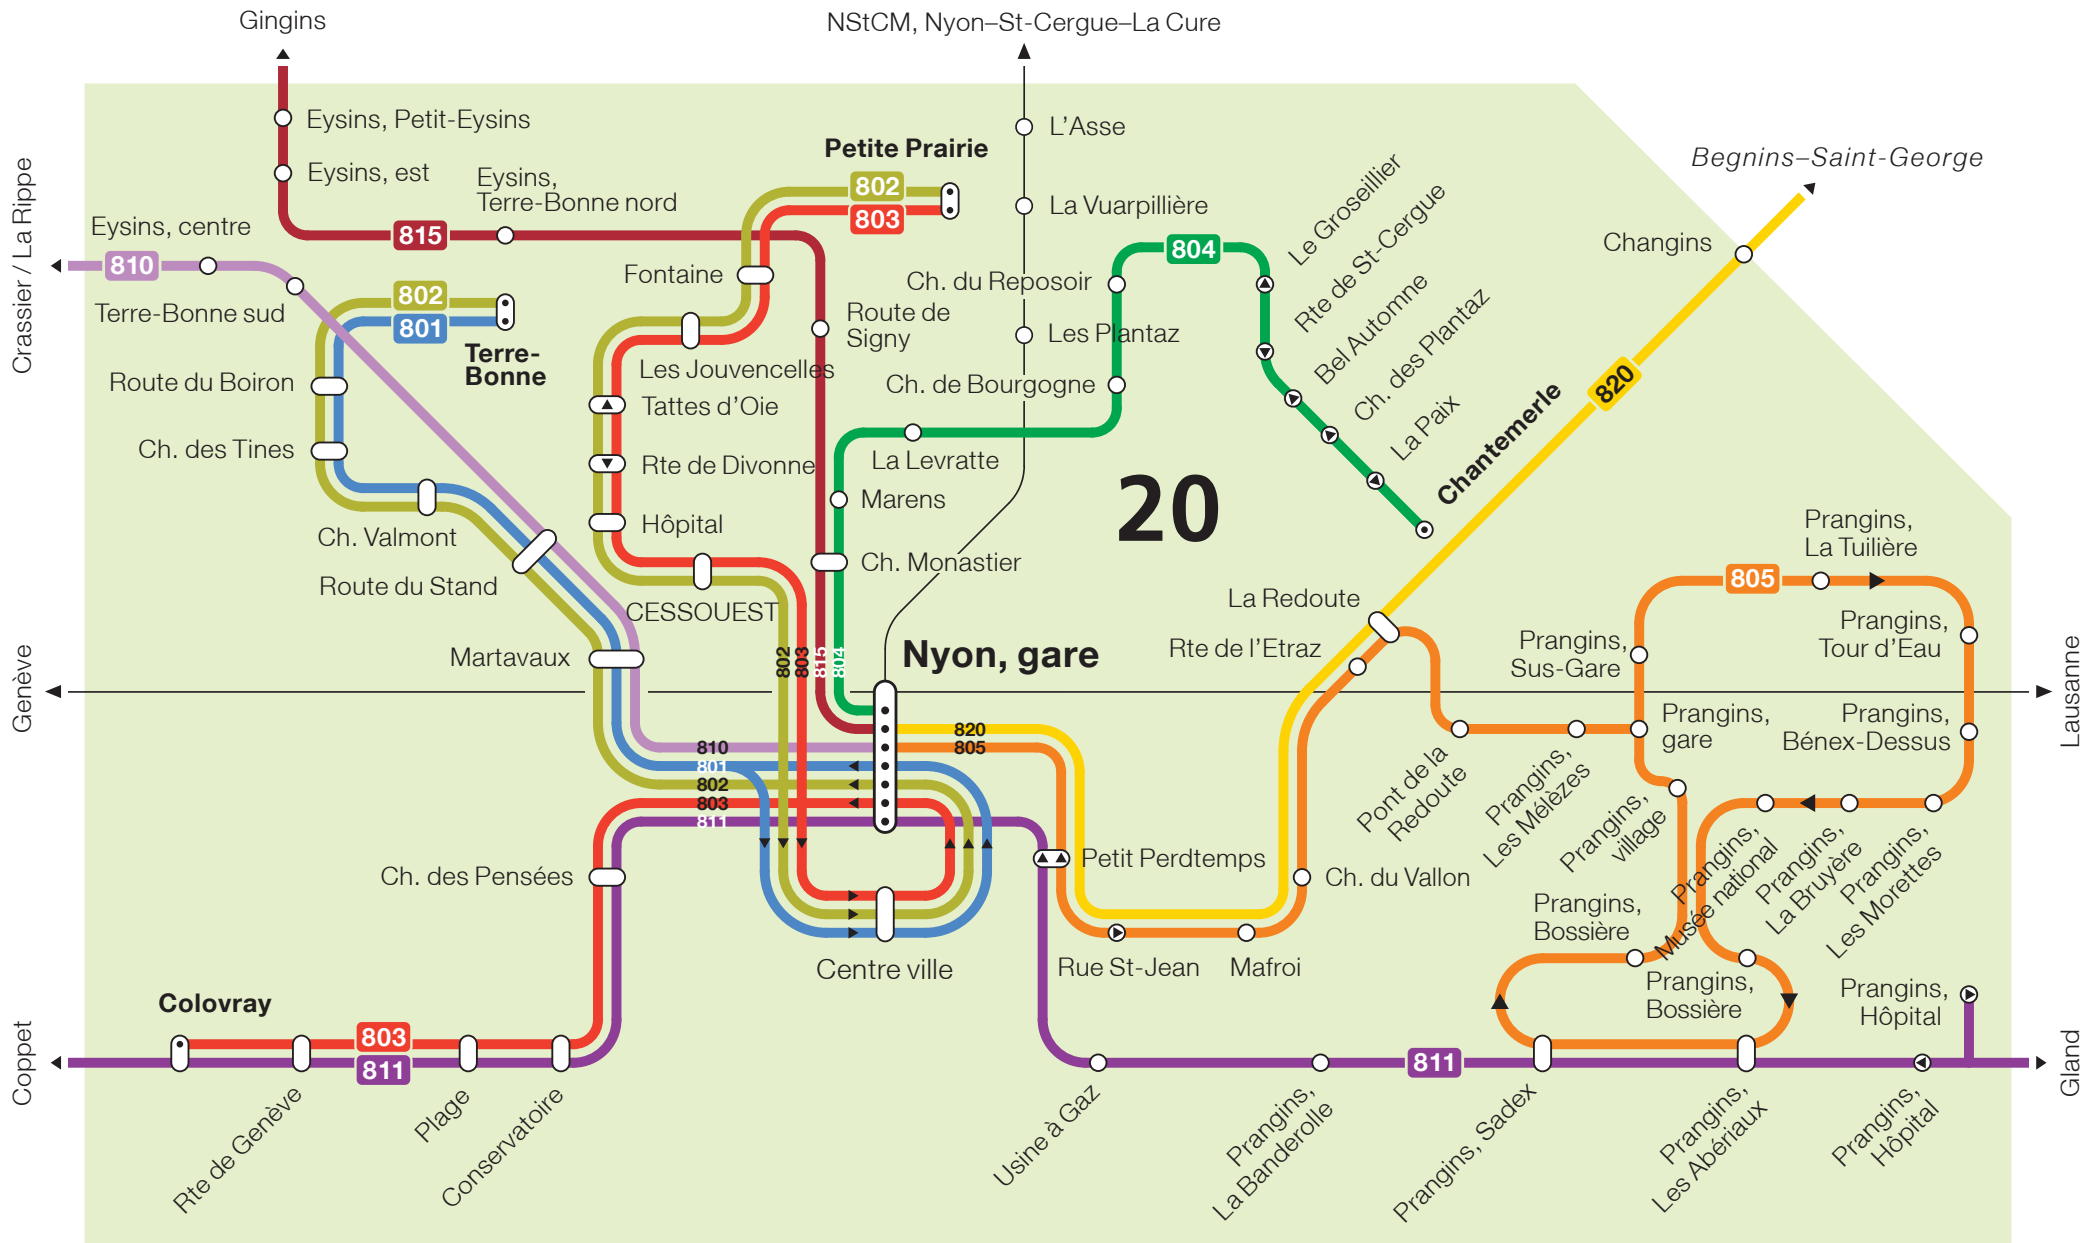 Gingins
NStCM, Nyon–St-Cergue–La Cure
Eysins, Petit-Eysins
L'Asse
Petite Prairie
Begnins–Saint-George
Crassier / La Rippe
Eysins, est
Eysins,
Terre-Bonne nord
802
803
La Vuarpillière
Le Groseillier
Rte de St-Cergue
Bel Automne
Ch. des Plantaz
La Paix
Chantemerle
Eysins, centre
815
804
Changins
810
Fontaine
Ch. du Reposoir
Terre-Bonne sud
802
801
Terre-
Bonne
Route de
Signy
Les Plantaz
Route du Boiron
Les Jouvencelles
Ch. de Bourgogne
820
Tattes d'Oie
Ch. des Tines
Rte de Divonne
La Levratte
20
Marens
Hôpital
Ch. Valmont
Route du Stand
Ch. Monastier
CESSOUEST
Prangins,
La Tuilière
805
La Redoute
Rte de l'Etraz
Prangins,
Sus-Gare
Prangins,
Tour d'Eau
Martavaux
802
803
815
804
Nyon, gare
Genève
Lausanne
Prangins,
gare
Prangins,
Bénex-Dessus
810
801
802
803
811
820
805
Pont de la
Redoute
Prangins,
Les Mélèzes
Prangins,
village
Prangins,
Musée national
Prangins,
La Bruyère
Prangins,
Les Morettes
Petit Perdtemps
Ch. des Pensées
Ch. du Vallon
Prangins,
Bossière
Centre ville
Rue St-Jean
Mafroi
Prangins,
Bossière
Prangins,
Hôpital
Colovray
803
811
811
Coppet
Gland
Rte de Genève
Plage
Conservatoire
Usine à Gaz
Prangins,
La Banderolle
Prangins, Sadex
Prangins,
Les Abériaux
Prangins,
Hôpital